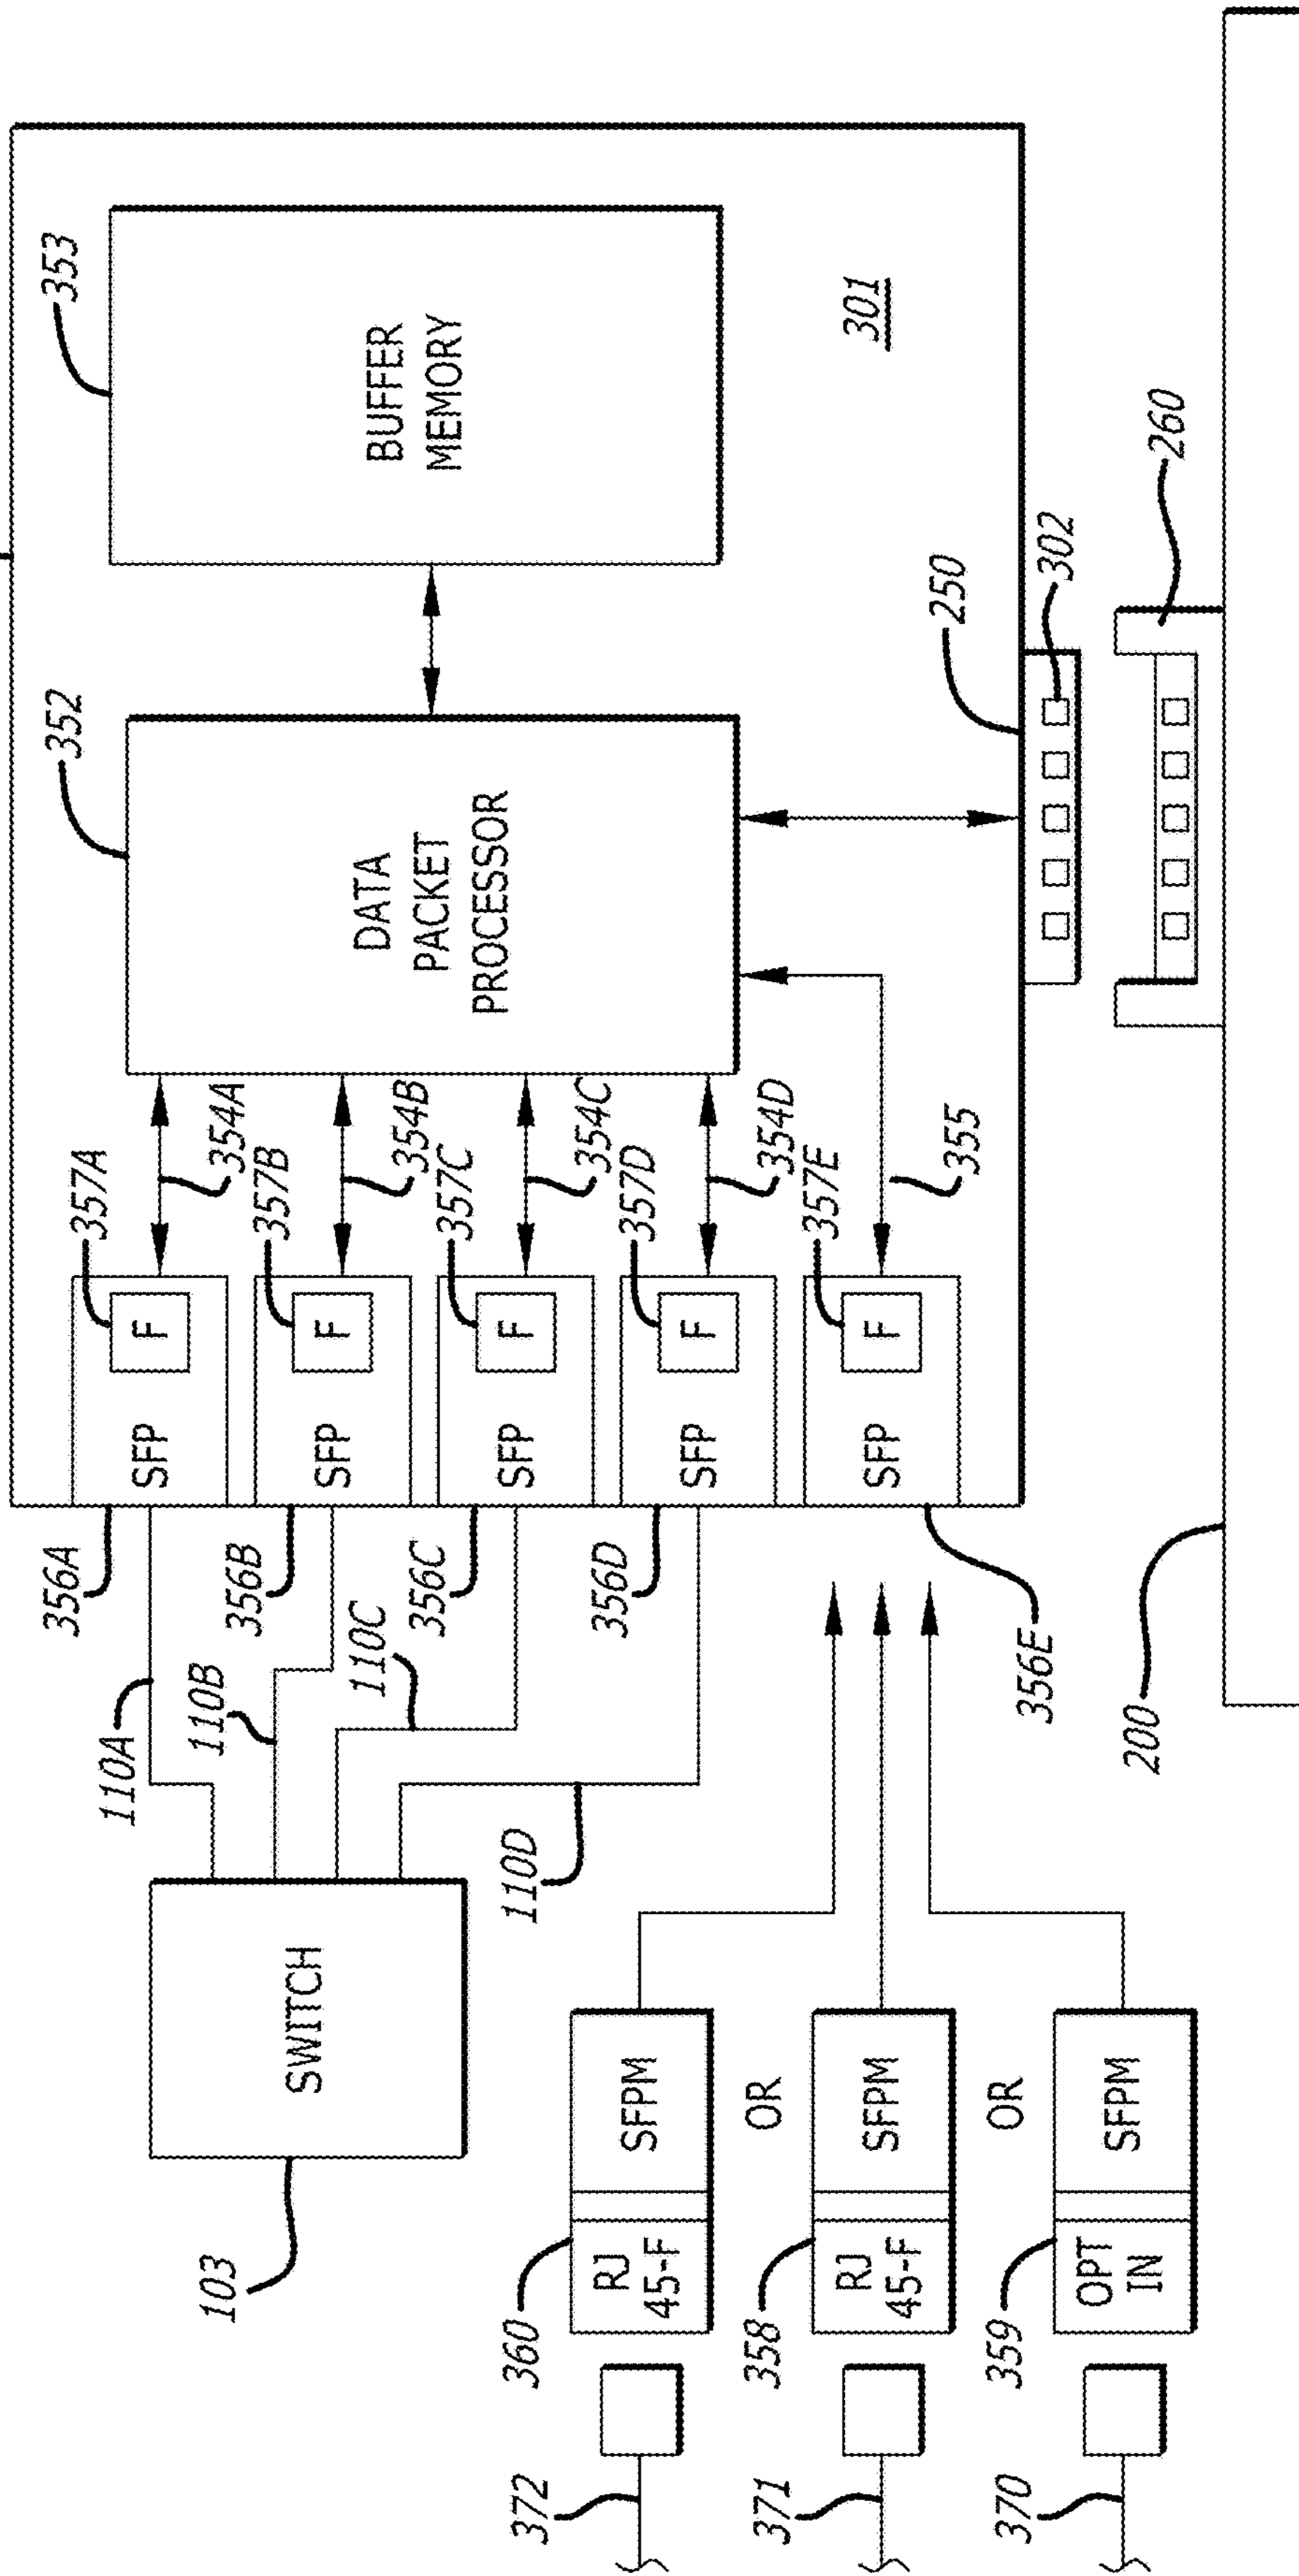 353
BUFFER
MEMORY
301
260
302
250
352
DATA
PACKET
PROCESSOR
354A
354B
354C
354D
355
357A
357B
357C
357D
357E
F
F
F
F
F
SFP
SFP
SFP
SFP
SFP
356A
356B
356C
356D
356E
200
110A
110B
110C
110D
SWITCH
103
SFPM
OR
SFPM
OR
SFPM
RJ
45-F
RJ
45-F
OPT
IN
360
358
359
372
371
370